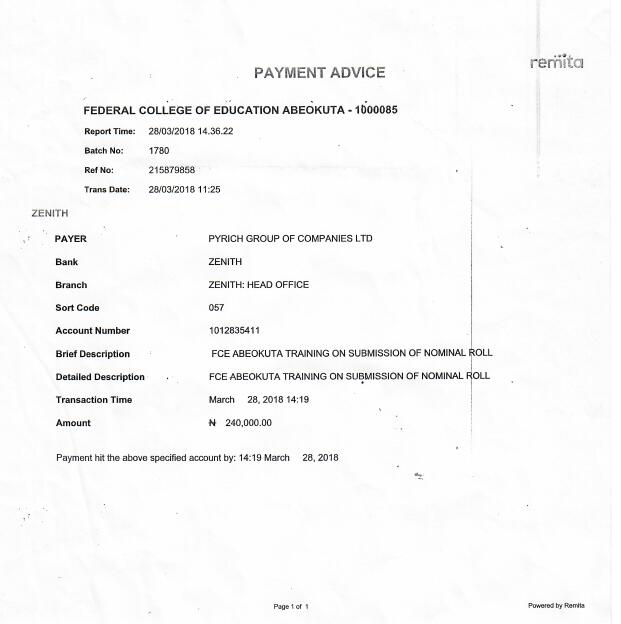 remita
PAYMENT ADVICE
FEDERAL COLLEGE OF EDUCATION ABEOKUTA - 1000085
Report Time: 28/03/2018 14.36.22
Batch No: 1780
Ref No: 215879858
Trans Date: 28/03/2018 11:25
ZENITH
PAYER PYRICH GROUP OF COMPANIES LTD
Bank ZENITH
Branch ZENITH: HEAD OFFICE
Sort Code 057
Account Number 1012835411
Brief Description FCE ABEOKUTA TRAINING ON SUBMISSION OF NOMINAL ROLL
Detailed Description FCE ABEOKUTA TRAINING ON SUBMISSION OF NOMINAL ROLL
Transaction Time March 28, 2018 14:19
Amount ₦ 240,000.00
Payment hit the above specified account by: 14:19 March 28, 2018
Page 1 of 1
Powered by Remita